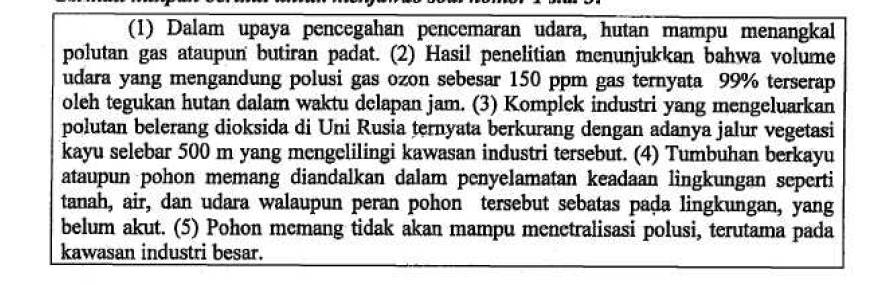 (1) Dalam upaya pencegahan pencemaran udara, hutan mampu menangkal
polutan gas ataupun butiran padat. (2) Hasil penelitian menunjukkan bahwa volume
udara yang mengandung polusi gas ozon sebesar 150 ppm gas ternyata 99% terserap
oleh tegukan hutan dalam waktu delapan jam. (3) Komplek industri yang mengeluarkan
polutan belerang dioksida di Uni Rusia ternyata berkurang dengan adanya jalur vegetasi
kayu selebar 500 m yang mengelilingi kawasan industri tersebut. (4) Tumbuhan berkayu
ataupun pohon memang diandalkan dalam penyelamatan keadaan lingkungan seperti
tanah, air, dan udara walaupun peran pohon tersebut sebatas pada lingkungan, yang
belum akut. (5) Pohon memang tidak akan mampu menetralisasi polusi, terutama pada
kawasan industri besar.